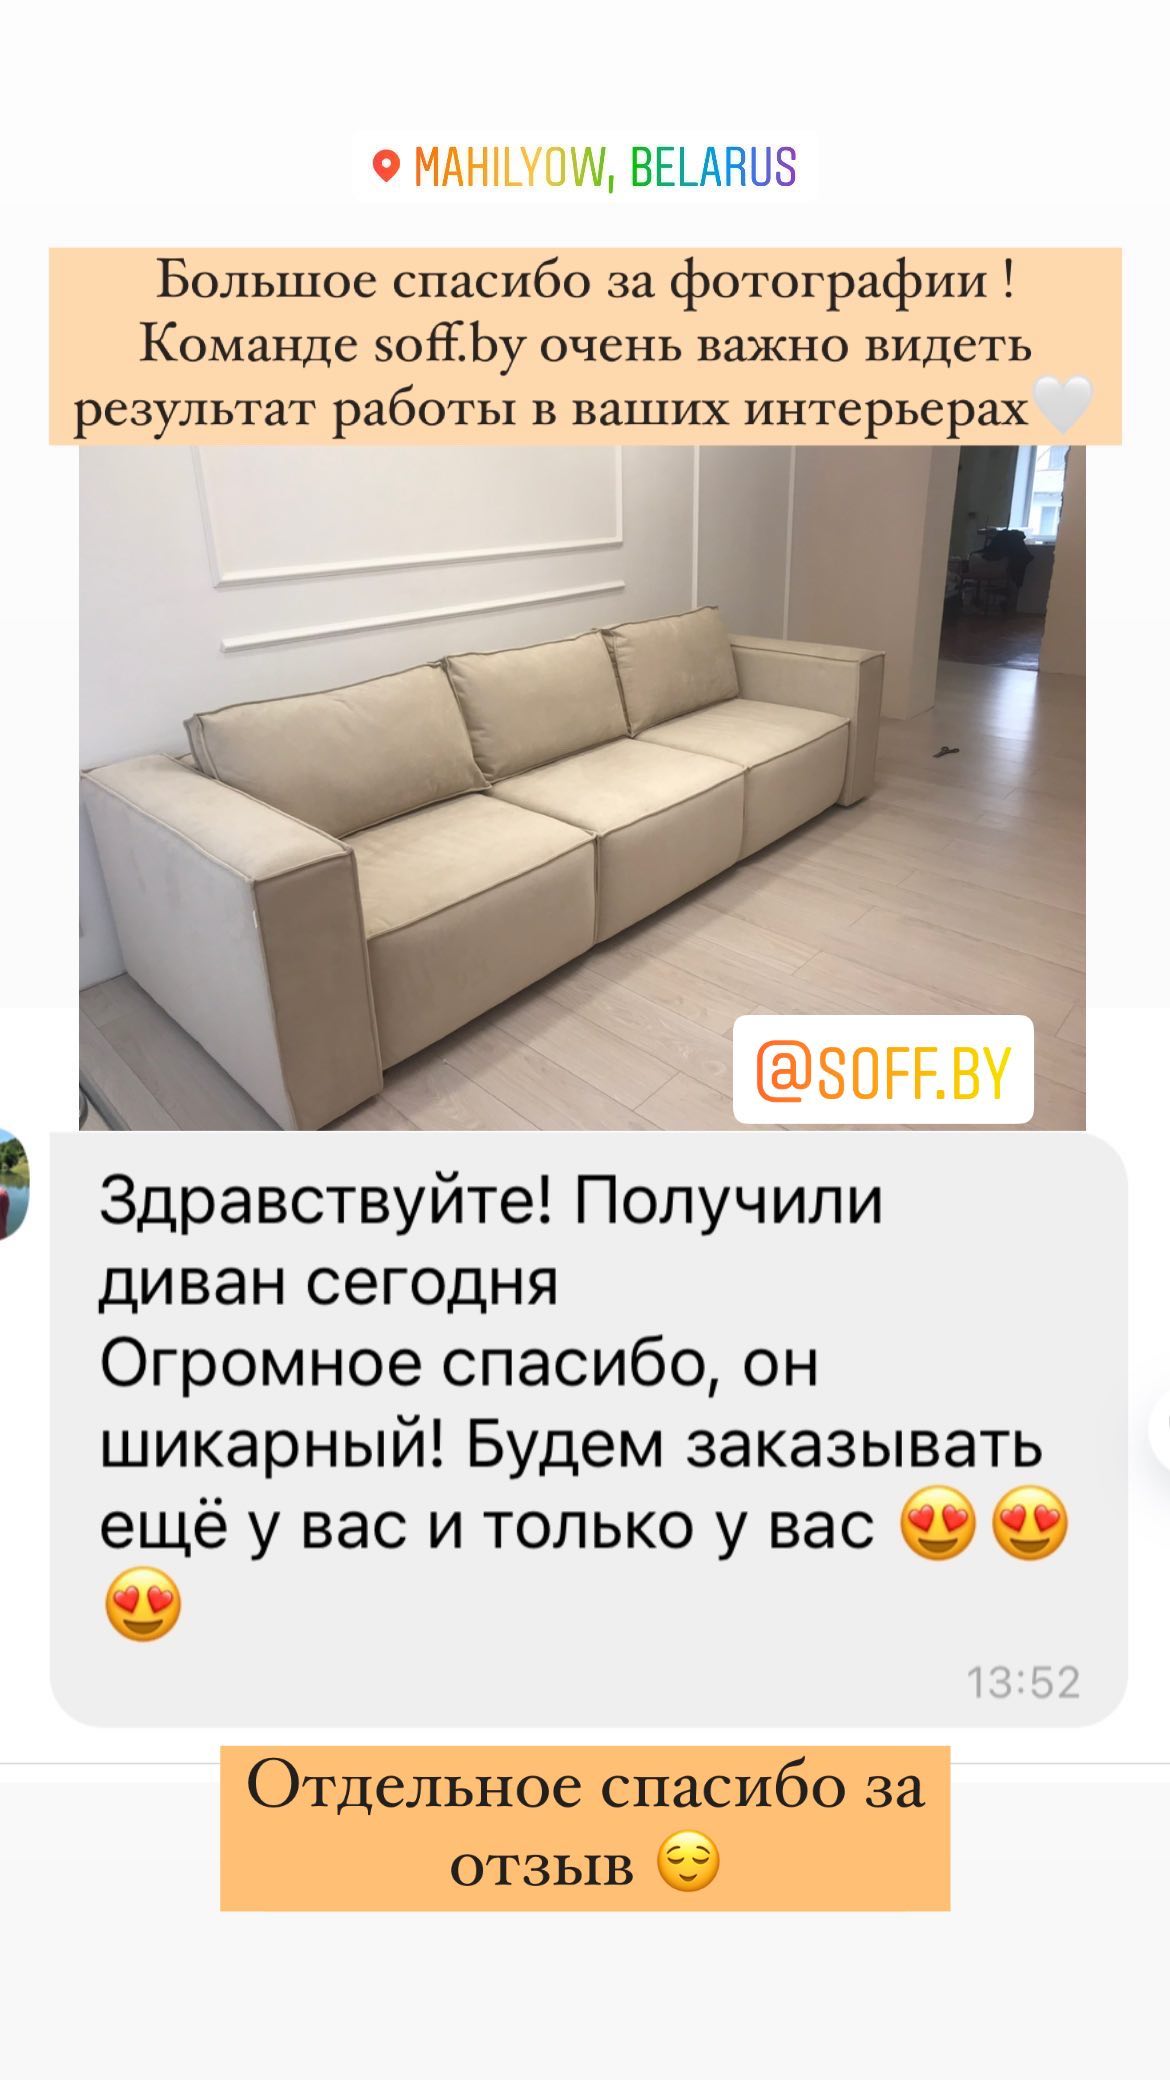 MAHILYOW, BELARUS
Большое спасибо за фотографии !
Команде soff.by очень важно видеть
результат работы в ваших интерьерах🤍
@SOFF.BY
Здравствуйте! Получили
диван сегодня
Огромное спасибо, он
шикарный! Будем заказывать
ещё у вас и только у вас 😍😍
😍
13:52
Отдельное спасибо за
отзыв 😌